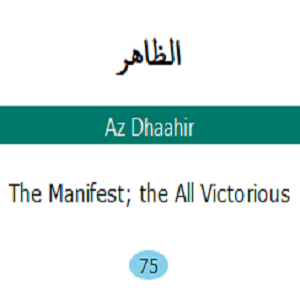 الظاهر
Az Dhaahir
The Manifest; the All Victorious
75